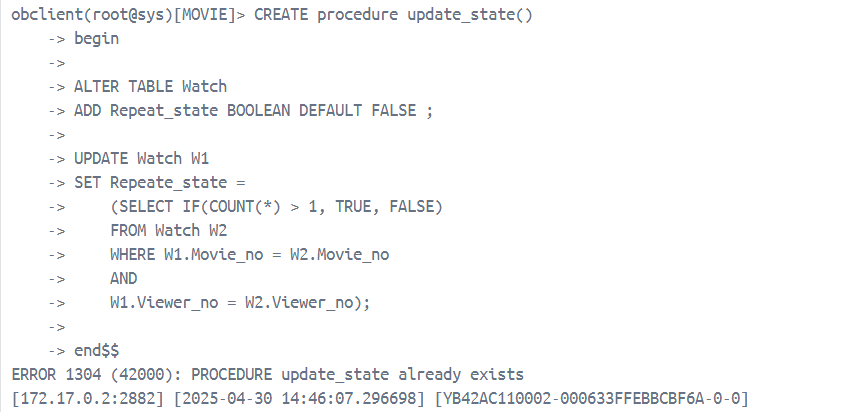 obclient(root@sys)[MOVIE]> CREATE procedure update_state()
    -> begin
    ->
    -> ALTER TABLE Watch
    -> ADD Repeat_state BOOLEAN DEFAULT FALSE ;
    ->
    -> UPDATE Watch W1
    -> SET Repeate_state =
    ->     (SELECT IF(COUNT(*) > 1, TRUE, FALSE)
    ->     FROM Watch W2
    ->     WHERE W1.Movie_no = W2.Movie_no
    ->     AND
    ->     W1.Viewer_no = W2.Viewer_no);
    ->
    -> end$$
ERROR 1304 (42000): PROCEDURE update_state already exists
[172.17.0.2:2882] [2025-04-30 14:46:07.296698] [YB42AC110002-000633FFEBBCBF6A-0-0]